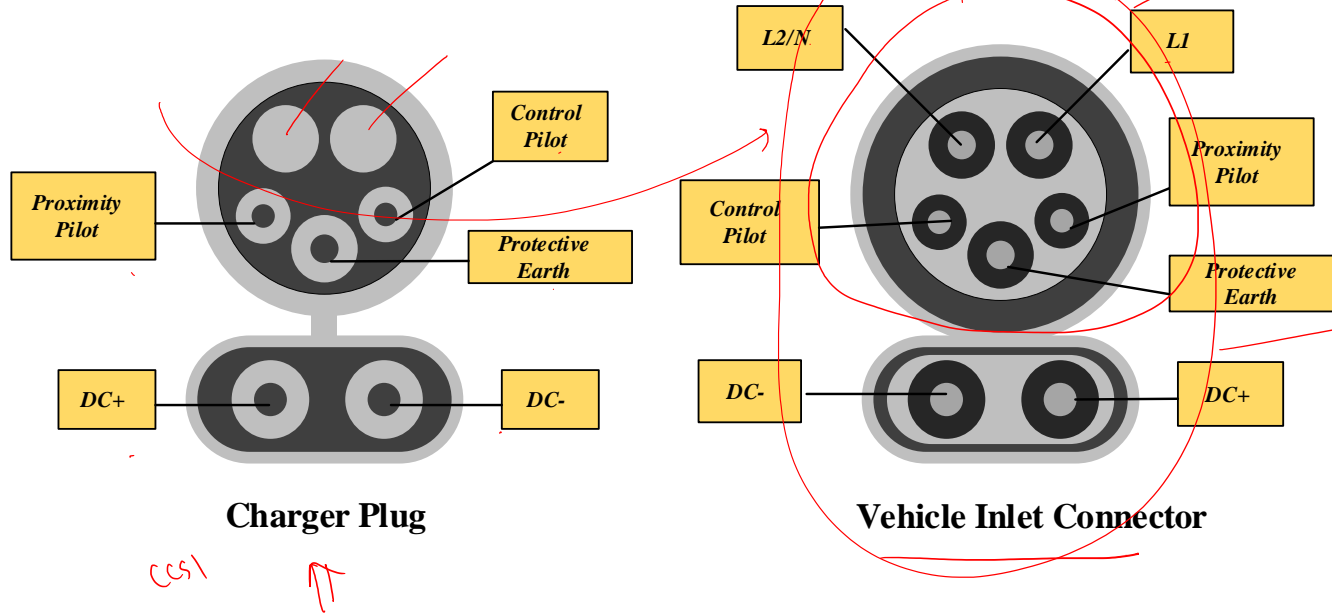 L2/N
L1
Control
Pilot
Proximity
Pilot
Proximity
Pilot
Control
Pilot
Protective
Earth
Protective
Earth
DC+
DC-
DC-
DC+
Charger Plug
Vehicle Inlet Connector
CCS1